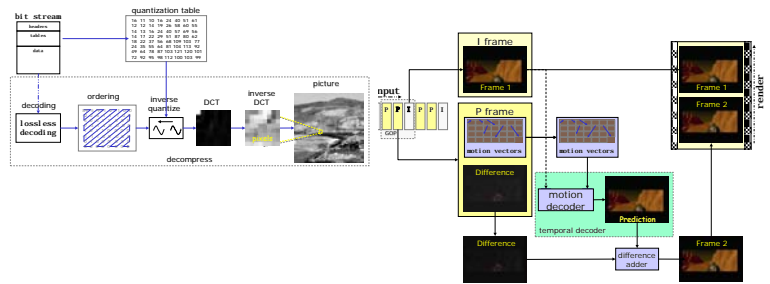 bit stream
headers
tables
data
quantization table
16 11 10 16 24 40 51 61
12 12 14 19 26 58 60 55
14 13 16 24 40 57 69 56
14 17 22 29 51 87 80 62
18 22 37 56 68 109 103 77
24 35 55 64 81 104 113 92
49 64 78 87 103 121 120 101
72 92 95 98 112 100 103 99
decoding
lossless
decoding
ordering
inverse
quantize
DCT
inverse
DCT
pixels
picture
decompress
nput
P P I P P I
GOP
I frame
Frame 1
P frame
motion vectors
Difference
motion vectors
motion
decoder
Prediction
temporal decoder
Difference
difference
adder
Frame 2
Frame 1
Frame 2
render